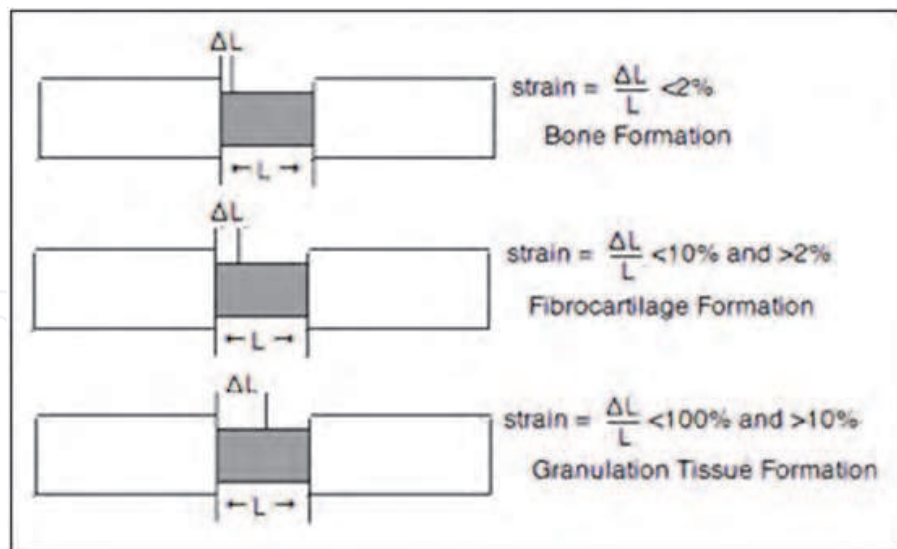 ΔL
strain = ΔL/L <2%
Bone Formation
← L →
ΔL
strain = ΔL/L <10% and >2%
Fibrocartilage Formation
← L →
ΔL
strain = ΔL/L <100% and >10%
Granulation Tissue Formation
← L →